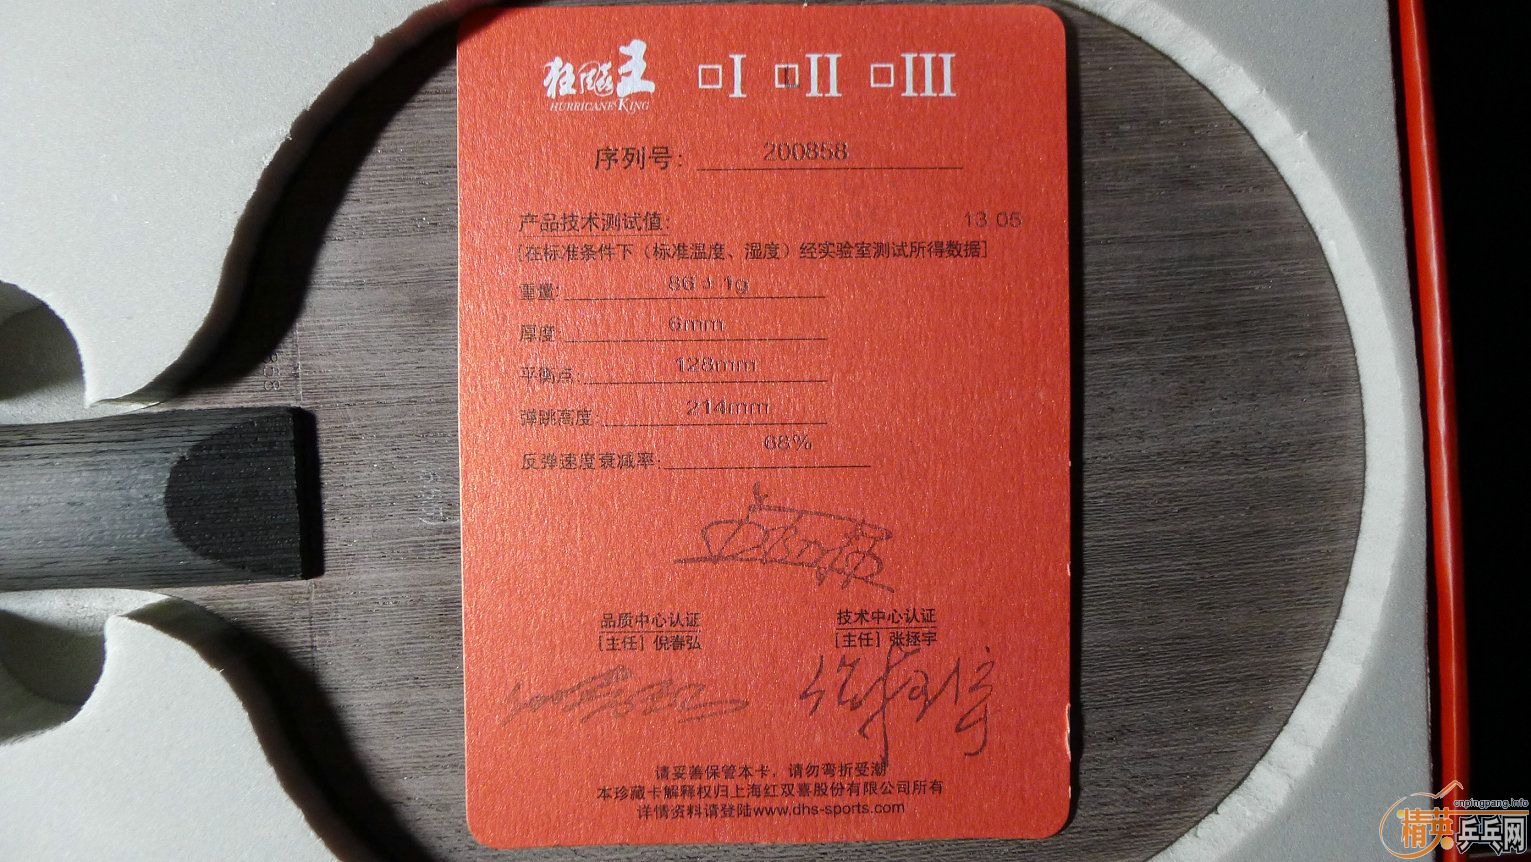 狂飚王 □I □II □III
HURRICANE KING
序列号: 200858
产品技术测试值: 13 05
[在标准条件下（标准温度、湿度）经实验室测试所得数据]
重量: 86±1g
厚度: 6mm
平衡点: 128mm
弹跳高度: 214mm
反弹速度衰减率: 68%
品质中心认证 技术中心认证
[主任] 倪春弘 [主任] 张拯宇
请妥善保管本卡，请勿弯折受潮
本珍藏卡解释权归上海红双喜股份有限公司所有
详情资料请登陆www.dhs-sports.com
cnpingpang.info
精英乒乓网